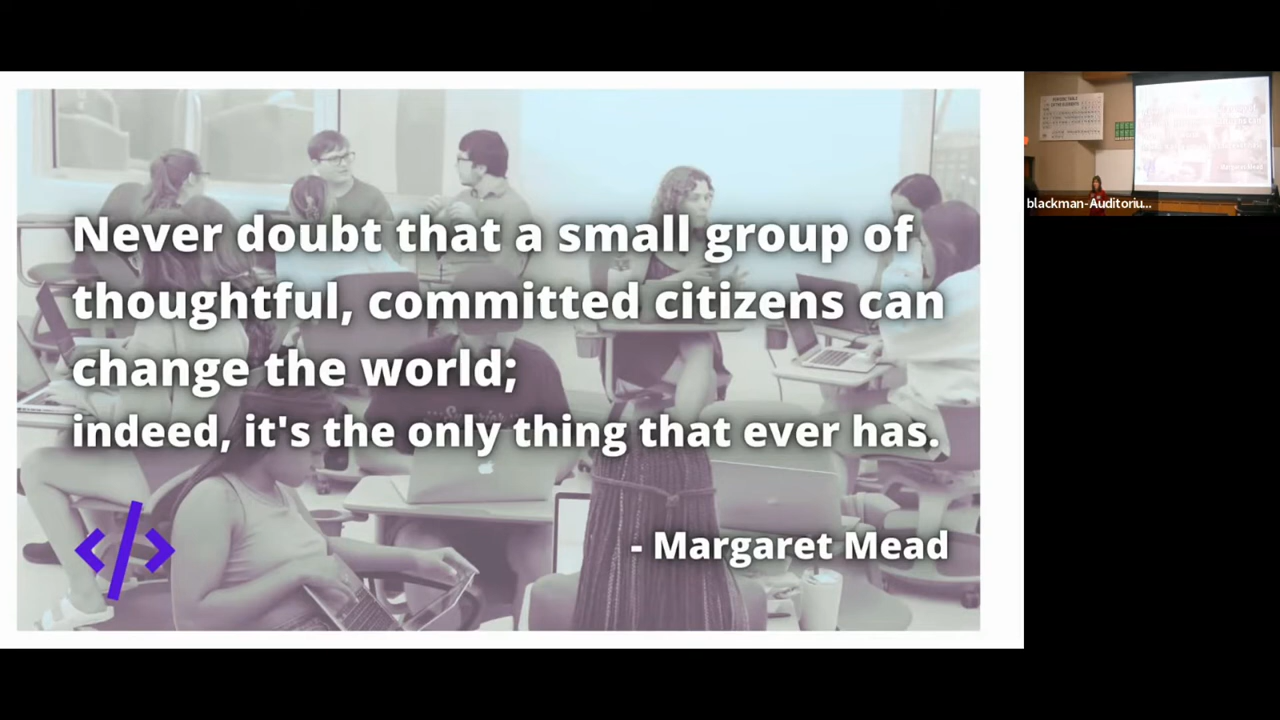 Never doubt that a small group of
thoughtful, committed citizens can
change the world;
indeed, it's the only thing that ever has.
- Margaret Mead
</>
blackman-Auditoriu...